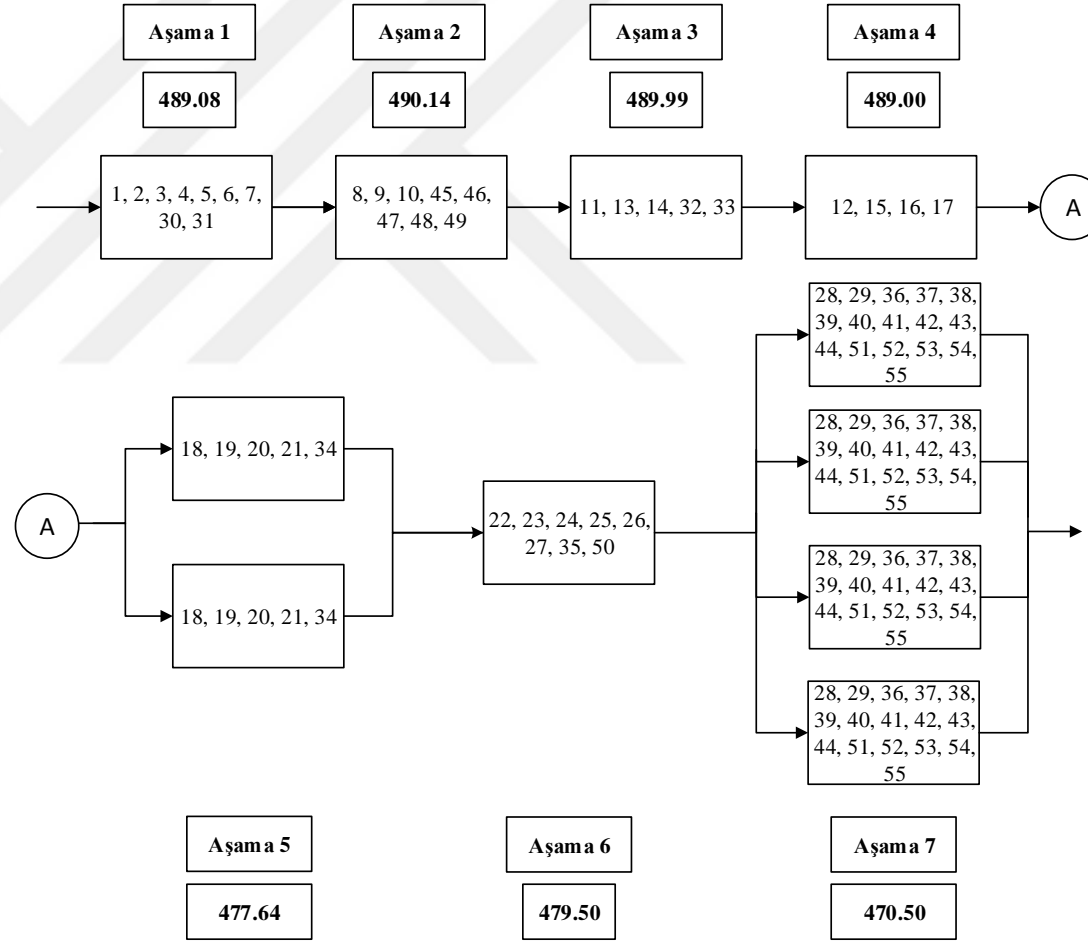 Aşama 1
Aşama 2
Aşama 3
Aşama 4
489.08
490.14
489.99
489.00
1, 2, 3, 4, 5, 6, 7,
30, 31
8, 9, 10, 45, 46,
47, 48, 49
11, 13, 14, 32, 33
12, 15, 16, 17
A
A
18, 19, 20, 21, 34
18, 19, 20, 21, 34
22, 23, 24, 25, 26,
27, 35, 50
28, 29, 36, 37, 38,
39, 40, 41, 42, 43,
44, 51, 52, 53, 54,
55
28, 29, 36, 37, 38,
39, 40, 41, 42, 43,
44, 51, 52, 53, 54,
55
28, 29, 36, 37, 38,
39, 40, 41, 42, 43,
44, 51, 52, 53, 54,
55
28, 29, 36, 37, 38,
39, 40, 41, 42, 43,
44, 51, 52, 53, 54,
55
Aşama 5
Aşama 6
Aşama 7
477.64
479.50
470.50